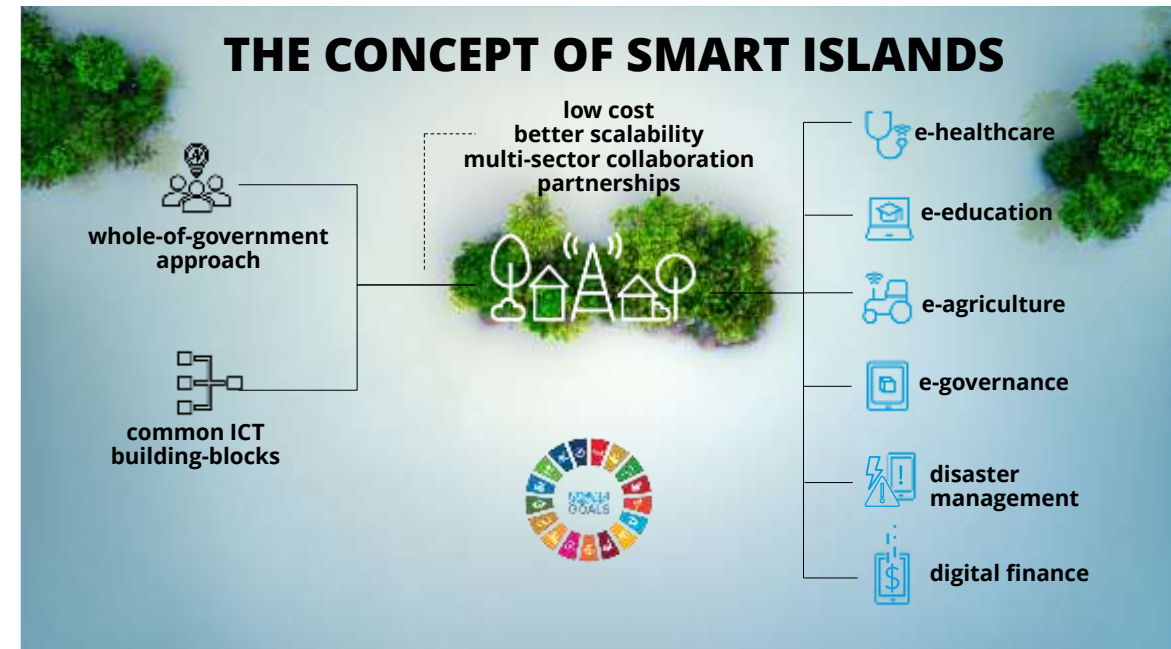 THE CONCEPT OF SMART ISLANDS
low cost
better scalability
multi-sector collaboration
partnerships
whole-of-government
approach
common ICT
building-blocks
e-healthcare
e-education
e-agriculture
e-governance
disaster
management
digital finance
GOALS